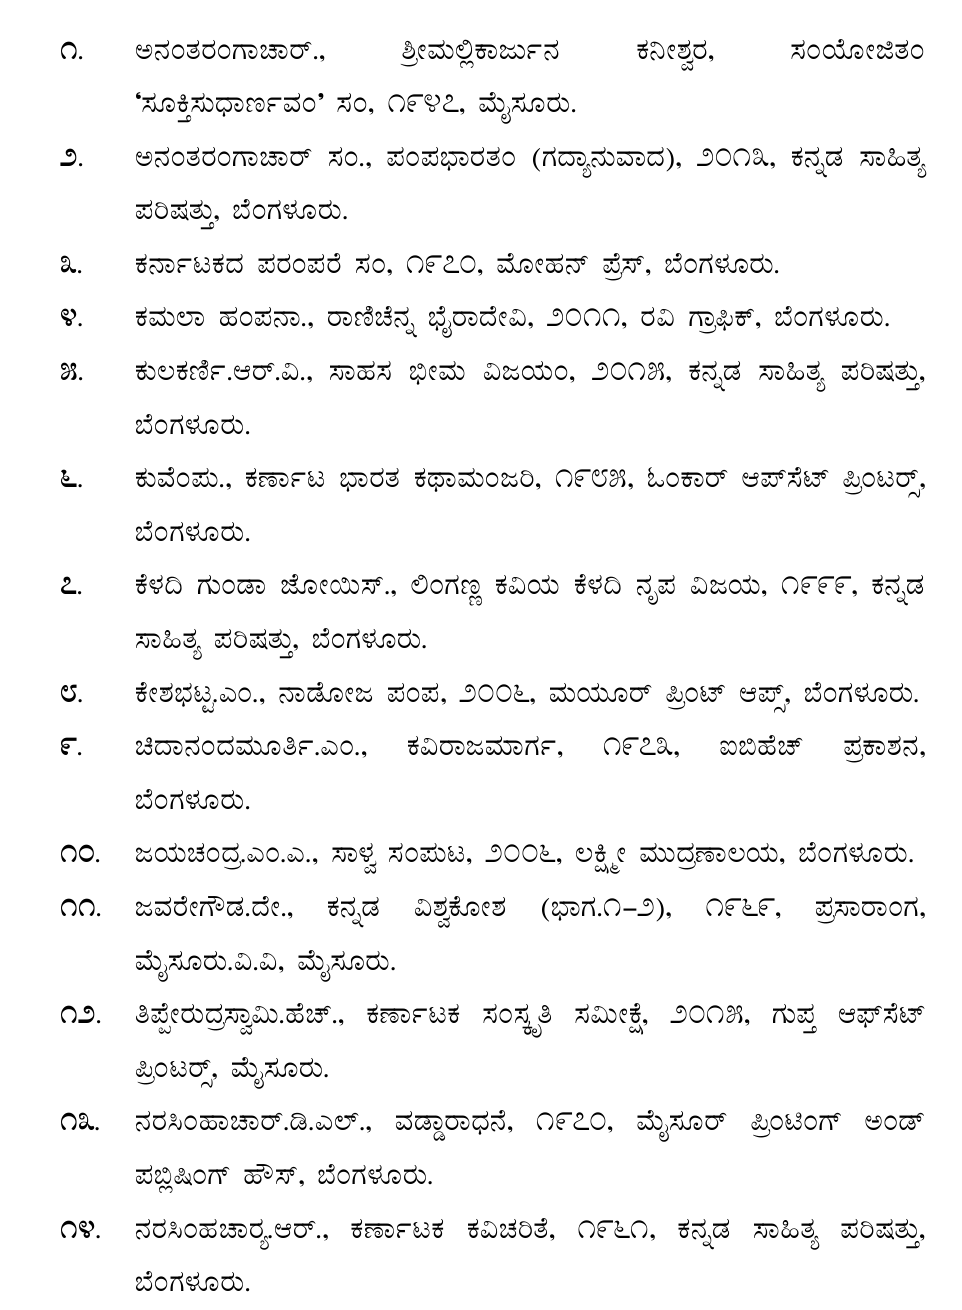 ೧. ಅನಂತರಂಗಾಚಾರ್., ಶ್ರೀಮಲ್ಲಿಕಾರ್ಜುನ ಕನೀಶ್ವರ, ಸಂಯೋಜಿತಂ
‘ಸೂಕ್ತಿಸುಧಾರ್ಣವಂ’ ಸಂ, ೧೯೪೭, ಮೈಸೂರು.
೨. ಅನಂತರಂಗಾಚಾರ್ ಸಂ., ಪಂಪಭಾರತಂ (ಗದ್ಯಾನುವಾದ), ೨೦೧೩, ಕನ್ನಡ ಸಾಹಿತ್ಯ
ಪರಿಷತ್ತು, ಬೆಂಗಳೂರು.
೩. ಕರ್ನಾಟಕದ ಪರಂಪರೆ ಸಂ, ೧೯೭೦, ಮೋಹನ್ ಪ್ರೆಸ್, ಬೆಂಗಳೂರು.
೪. ಕಮಲಾ ಹಂಪನಾ., ರಾಣಿಚೆನ್ನ ಭೈರಾದೇವಿ, ೨೦೧೧, ರವಿ ಗ್ರಾಫಿಕ್, ಬೆಂಗಳೂರು.
೫. ಕುಲಕರ್ಣಿ.ಆರ್.ವಿ., ಸಾಹಸ ಭೀಮ ವಿಜಯಂ, ೨೦೧೫, ಕನ್ನಡ ಸಾಹಿತ್ಯ ಪರಿಷತ್ತು,
ಬೆಂಗಳೂರು.
೬. ಕುವೆಂಪು., ಕರ್ಣಾಟ ಭಾರತ ಕಥಾಮಂಜರಿ, ೧೯೮೫, ಓಂಕಾರ್ ಆಪ್‌ಸೆಟ್ ಪ್ರಿಂಟರ‍್ಸ್,
ಬೆಂಗಳೂರು.
೭. ಕೆಳದಿ ಗುಂಡಾ ಜೋಯಿಸ್., ಲಿಂಗಣ್ಣ ಕವಿಯ ಕೆಳದಿ ನೃಪ ವಿಜಯ, ೧೯೯೯, ಕನ್ನಡ
ಸಾಹಿತ್ಯ ಪರಿಷತ್ತು, ಬೆಂಗಳೂರು.
೮. ಕೇಶಭಟ್ಟ.ಎಂ., ನಾಡೋಜ ಪಂಪ, ೨೦೦೬, ಮಯೂರ್ ಪ್ರಿಂಟ್ ಆಪ್ಸ್, ಬೆಂಗಳೂರು.
೯. ಚಿದಾನಂದಮೂರ್ತಿ.ಎಂ., ಕವಿರಾಜಮಾರ್ಗ, ೧೯೭೩, ಐಬಿಹೆಚ್ ಪ್ರಕಾಶನ,
ಬೆಂಗಳೂರು.
೧೦. ಜಯಚಂದ್ರ.ಎಂ.ಎ., ಸಾಳ್ವ ಸಂಪುಟ, ೨೦೦೬, ಲಕ್ಷ್ಮೀ ಮುದ್ರಣಾಲಯ, ಬೆಂಗಳೂರು.
೧೧. ಜವರೇಗೌಡ.ದೇ., ಕನ್ನಡ ವಿಶ್ವಕೋಶ (ಭಾಗ.೧–೨), ೧೯೬೯, ಪ್ರಸಾರಾಂಗ,
ಮೈಸೂರು.ವಿ.ವಿ, ಮೈಸೂರು.
೧೨. ತಿಪ್ಪೇರುದ್ರಸ್ವಾಮಿ.ಹೆಚ್., ಕರ್ಣಾಟಕ ಸಂಸ್ಕೃತಿ ಸಮೀಕ್ಷೆ, ೨೦೧೫, ಗುಪ್ತ ಆಫ್‌ಸೆಟ್
ಪ್ರಿಂಟರ‍್ಸ್, ಮೈಸೂರು.
೧೩. ನರಸಿಂಹಾಚಾರ್.ಡಿ.ಎಲ್., ವಡ್ಡಾರಾಧನೆ, ೧೯೭೦, ಮೈಸೂರ್ ಪ್ರಿಂಟಿಂಗ್ ಅಂಡ್
ಪಬ್ಲಿಷಿಂಗ್ ಹೌಸ್, ಬೆಂಗಳೂರು.
೧೪. ನರಸಿಂಹಚಾರ‍್ಯ.ಆರ್., ಕರ್ಣಾಟಕ ಕವಿಚರಿತೆ, ೧೯೬೧, ಕನ್ನಡ ಸಾಹಿತ್ಯ ಪರಿಷತ್ತು,
ಬೆಂಗಳೂರು.